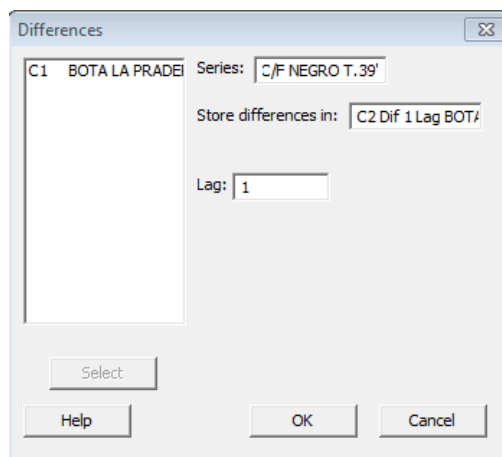 Differences
C1 BOTA LA PRADE
Series: C/F NEGRO T.39'
Store differences in: C2 Dif 1 Lag BOTA
Lag: 1
Select
Help OK Cancel